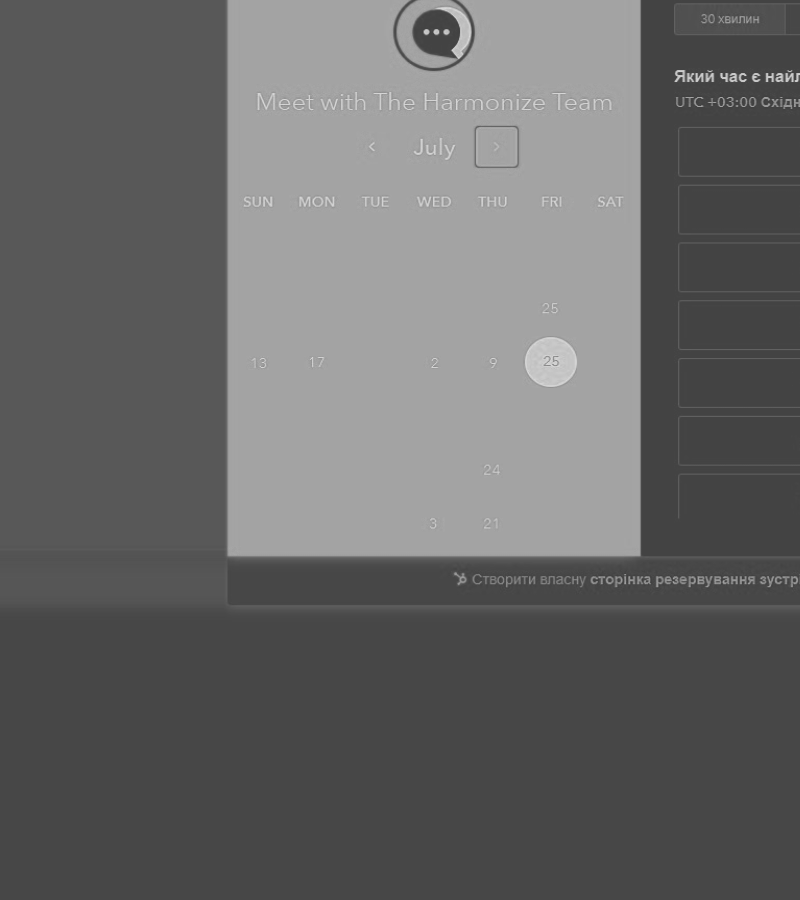 Meet with The Harmonize Team
< July >
SUN MON TUE WED THU FRI SAT
25
13 17 2 9 25
24
3 21
30 хвилин
Який час є найл
UTC +03:00 Східн
Створити власну сторінка резервування зустрі